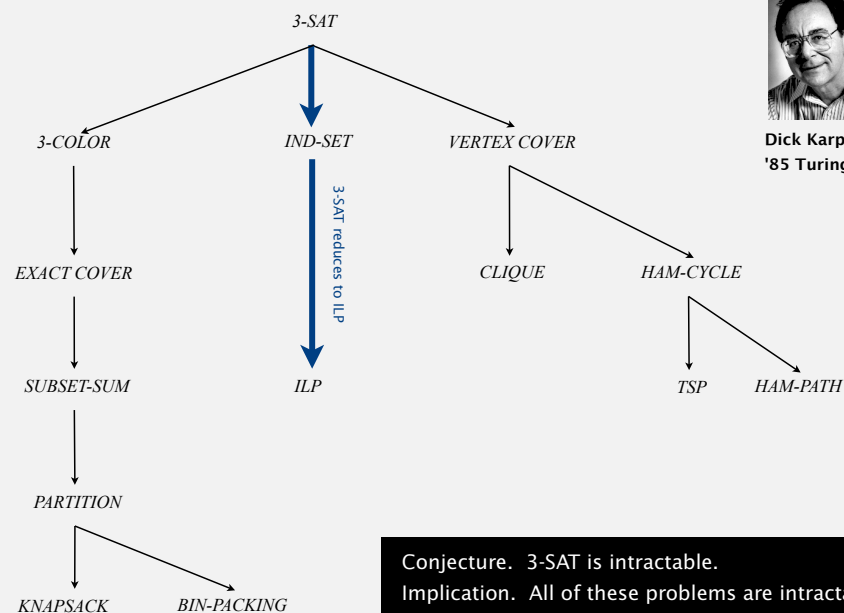 3-SAT
3-COLOR IND-SET VERTEX COVER
Dick Karp
'85 Turing
3-SAT reduces to ILP
EXACT COVER CLIQUE HAM-CYCLE
SUBSET-SUM ILP TSP HAM-PATH
PARTITION
Conjecture. 3-SAT is intractable.
Implication. All of these problems are
KNAPSACK BIN-PACKING